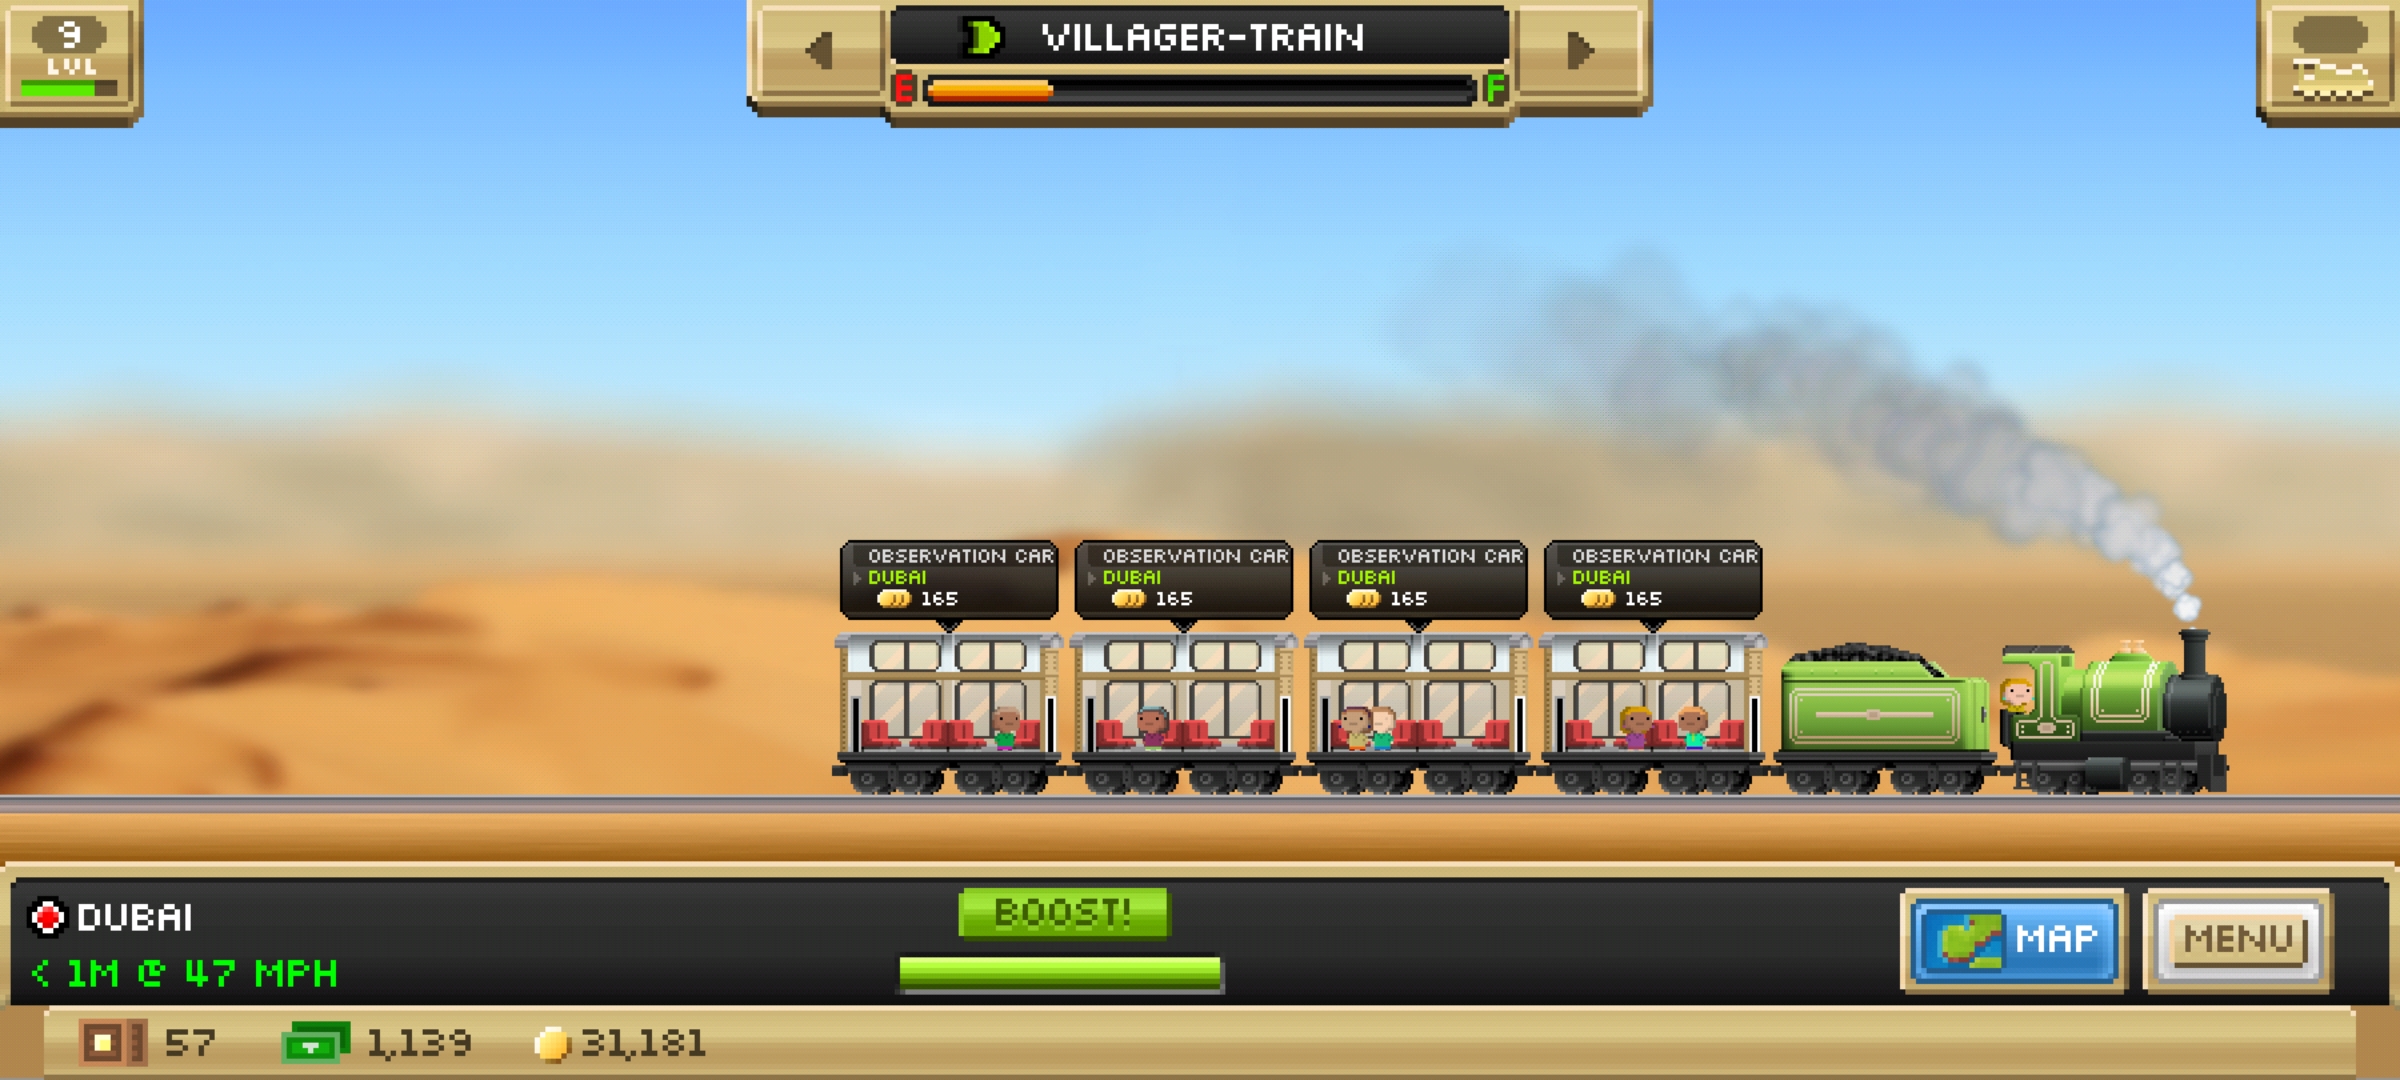 9
LVL
VILLAGER-TRAIN
E F
OBSERVATION CAR
DUBAI
165
OBSERVATION CAR
DUBAI
165
OBSERVATION CAR
DUBAI
165
OBSERVATION CAR
DUBAI
165
DUBAI
< 1M @ 47 MPH
BOOST!
MAP
MENU
57
1,139
31,181